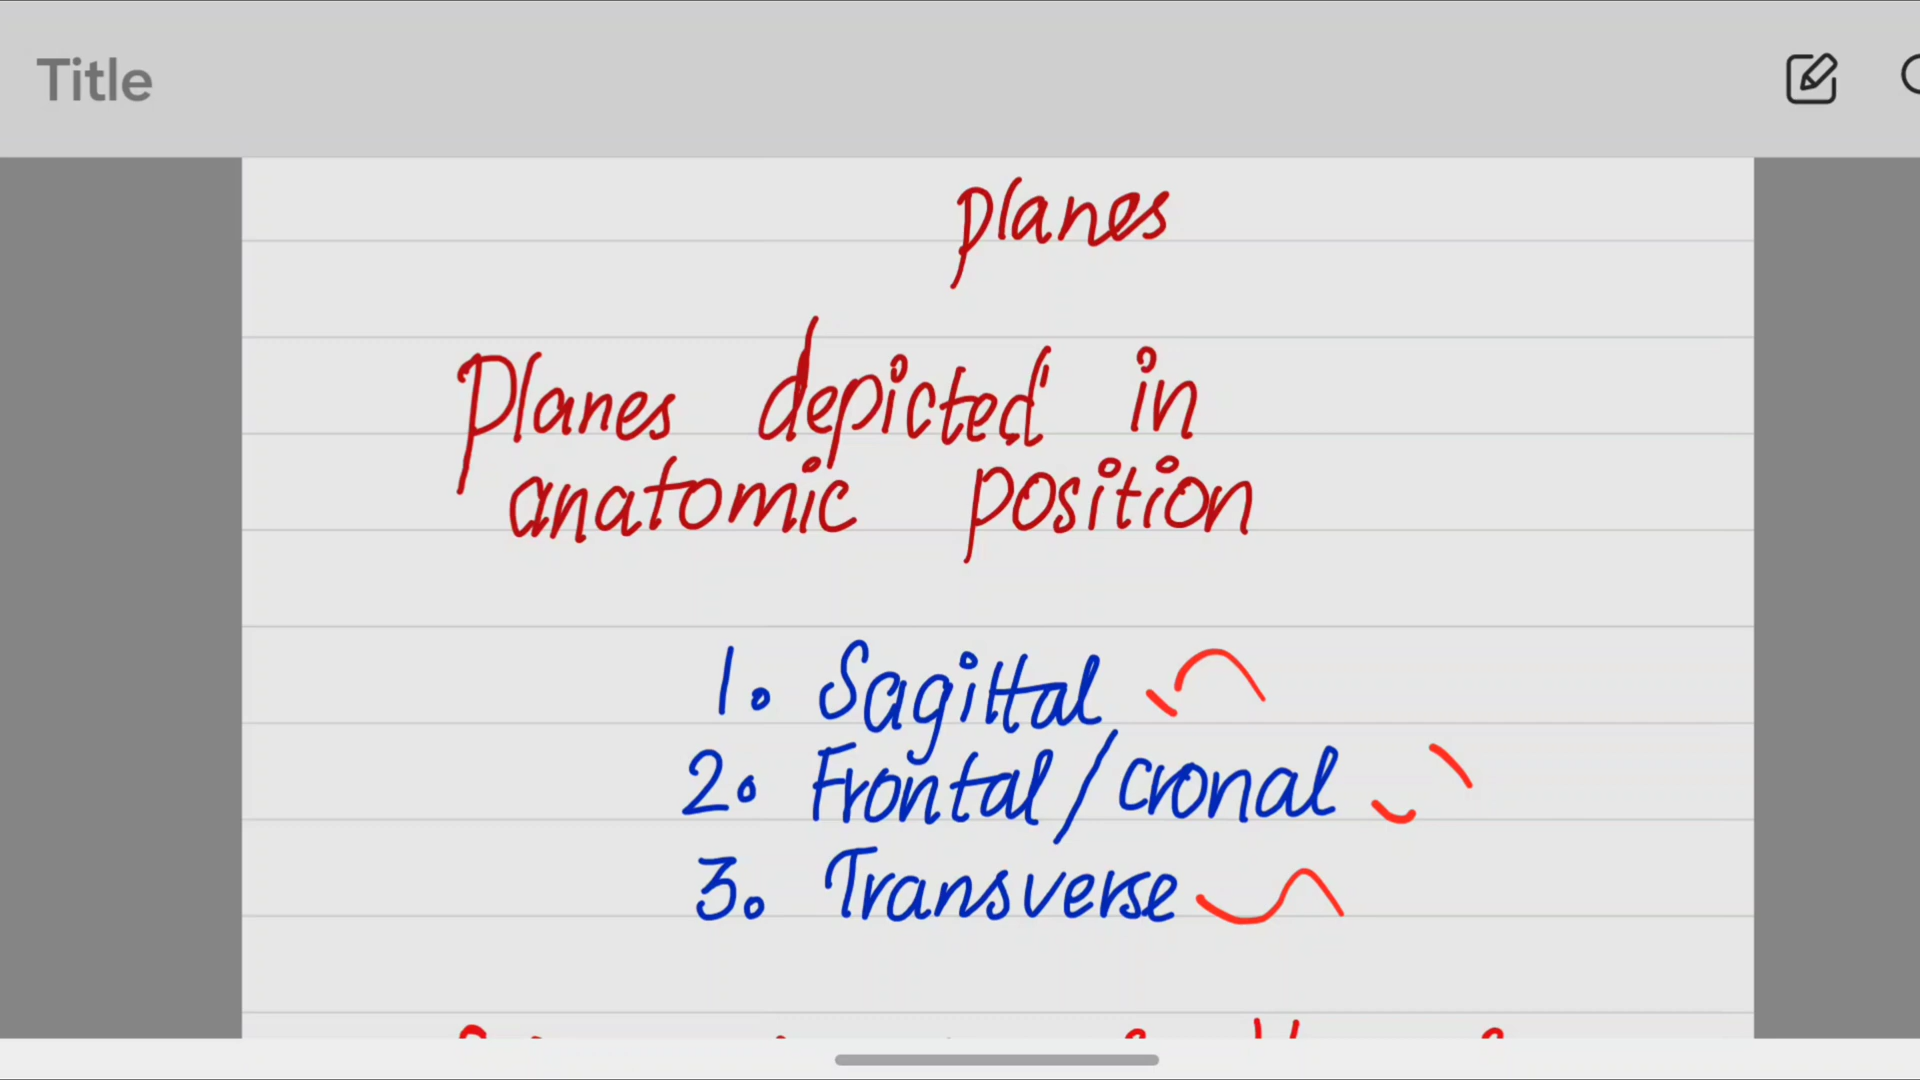 Title
planes
Planes depicted in
anatomic position
1. Sagittal
2. Frontal/cronal
3. Transverse